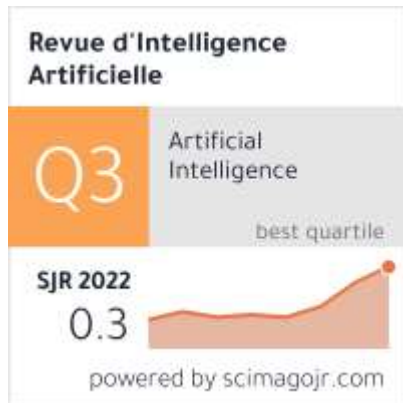 Revue d'Intelligence
Artificielle
Q3
Artificial
Intelligence
best quartile
SJR 2022
0.3
powered by scimagojr.com